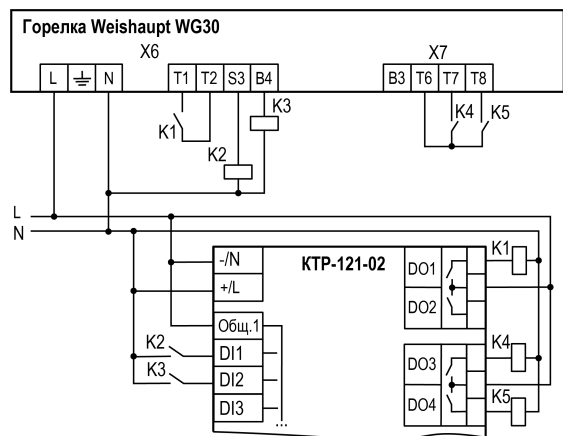 Горелка Weishaupt WG30
X6 X7
L N T1 T2 S3 B4 B3 T6 T7 T8
K1 K2 K3 K4 K5
L
N
КТР-121-02
-/N
+/L
Общ.1
DI1
DI2
DI3
...
K2
K3
DO1
DO2
DO3
DO4
K1
K4
K5